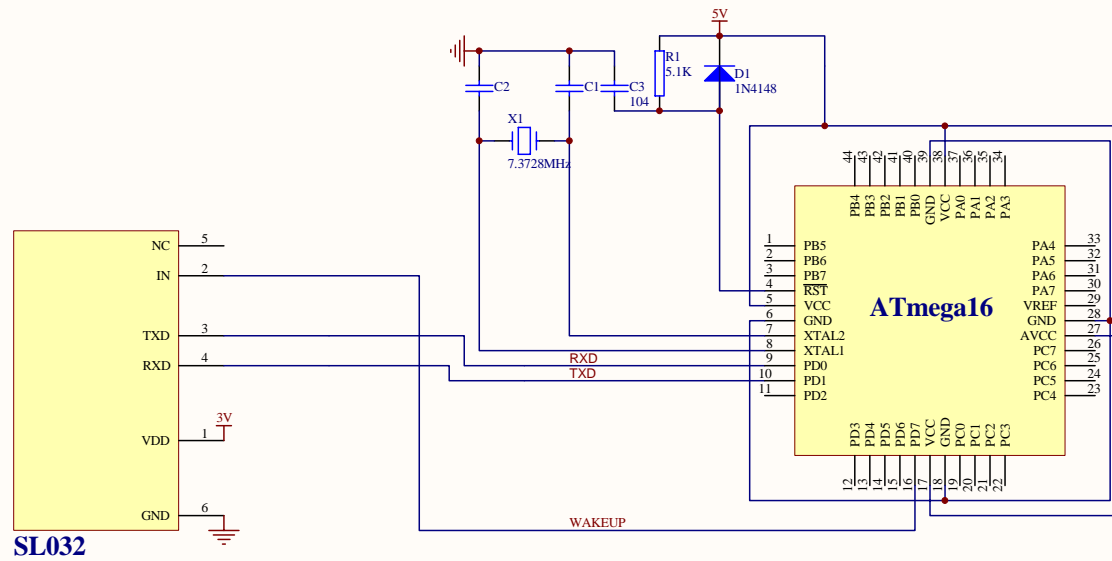 5V
R1
5.1K
D1
1N4148
C2
C1
C3
104
X1
7.3728MHz
44 43 42 41 40 39 38 37 36 35 34
PB4 PB3 PB2 PB1 PB0 GND VCC PA0 PA1 PA2 PA3
1 PB5
2 PB6
3 PB7
4 RST
5 VCC
6 GND
7 XTAL2
8 XTAL1
9 PD0
10 PD1
11 PD2
ATmega16
PA4 33
PA5 32
PA6 31
PA7 30
VREF 29
GND 28
AVCC 27
PC7 26
PC6 25
PC5 24
PC4 23
PD3 PD4 PD5 PD6 PD7 VCC GND PC0 PC1 PC2 PC3
12 13 14 15 16 17 18 19 20 21 22
RXD
TXD
WAKEUP
NC 5
IN 2
TXD 3
RXD 4
3V
VDD 1
GND 6
SL032